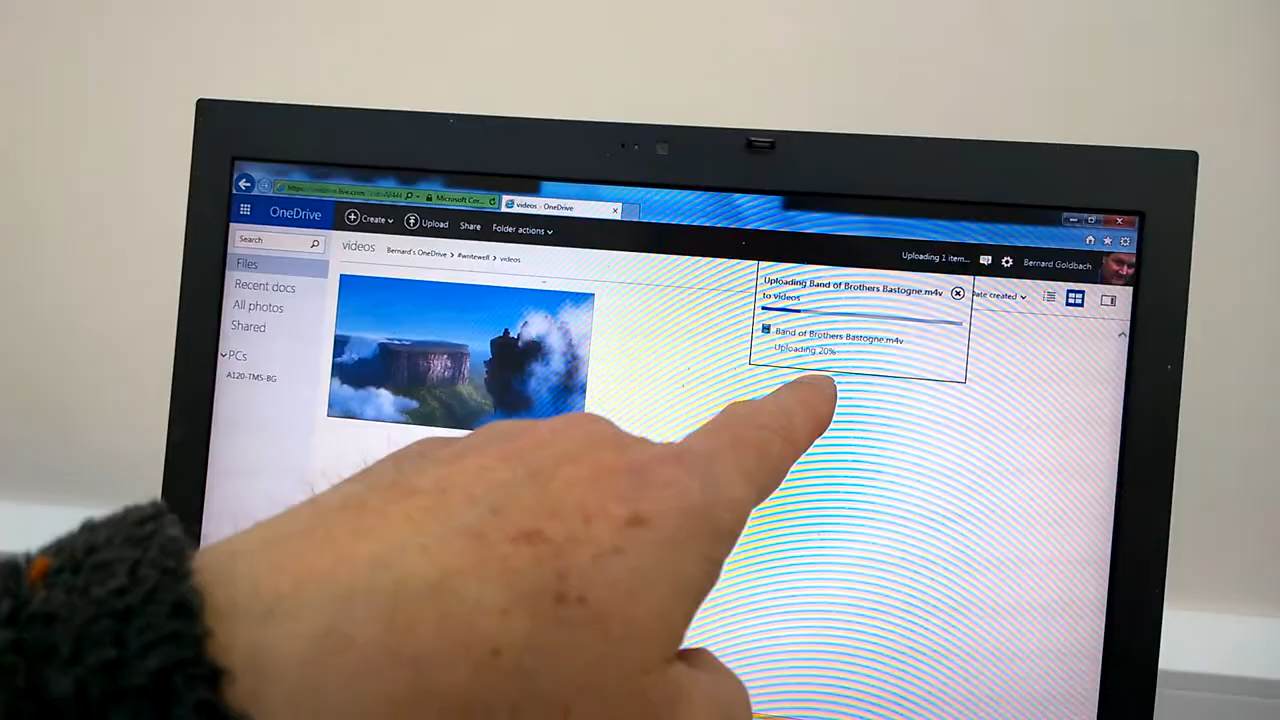 Microsoft Cor...
videos - OneDrive
OneDrive
Create
Upload
Share
Folder actions
Uploading 1 item...
Bernard Goldbach
Search
videos
Bernard's OneDrive > #writewell > videos
Files
Recent docs
All photos
Shared
PCs
A120-TMS-BG
Uploading Band of Brothers Bastogne.m4v
to videos
Band of Brothers Bastogne.m4v
Uploading 20%
ate created